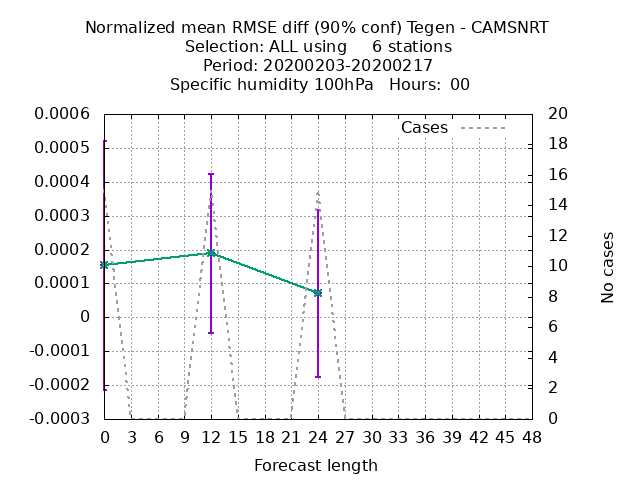 Normalized mean RMSE diff (90% conf) Tegen - CAMSNRT
Selection: ALL using     6 stations
Period: 20200203-20200217
Specific humidity 100hPa   Hours:  00
Cases
0.0006
0.0005
0.0004
0.0003
0.0002
0.0001
0
-0.0001
-0.0002
-0.0003
20
18
16
14
12
10
8
6
4
2
0
No cases
0 3 6 9 12 15 18 21 24 27 30 33 36 39 42 45 48
Forecast length